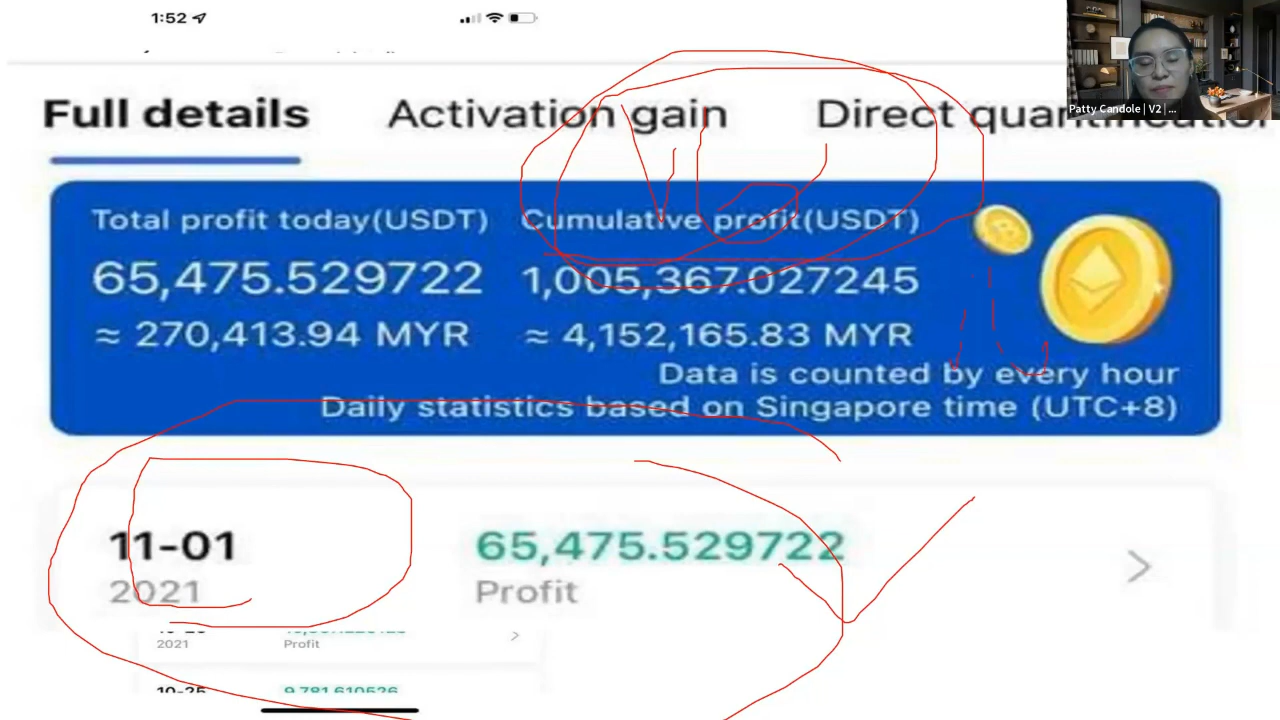 1:52
Patty Candole | V2 | ...
Full details Activation gain Direct quantification
Total profit today(USDT) Cumulative profit(USDT)
65,475.529722 1,005,367.027245
≈ 270,413.94 MYR ≈ 4,152,165.83 MYR
Data is counted by every hour
Daily statistics based on Singapore time (UTC+8)
11-01 65,475.529722
2021 Profit
2021 Profit
10-25 9,781.610526